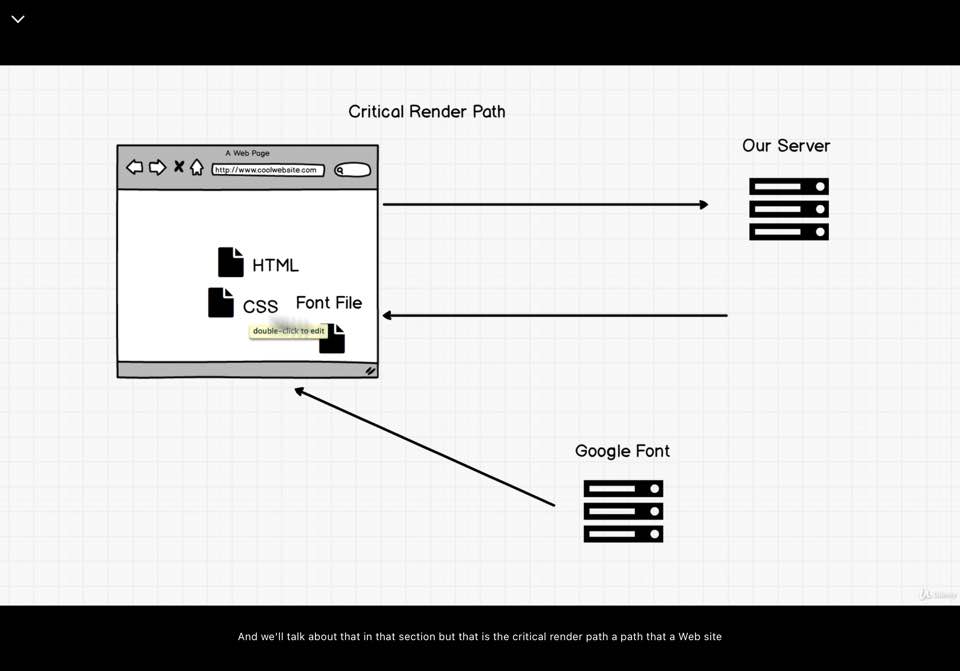 Critical Render Path
Our Server
A Web Page
http://www.coolwebsite.com
HTML
CSS
Font File
double-click to edit
Google Font
Udemy
And we'll talk about that in that section but that is the critical render path a path that a Web site